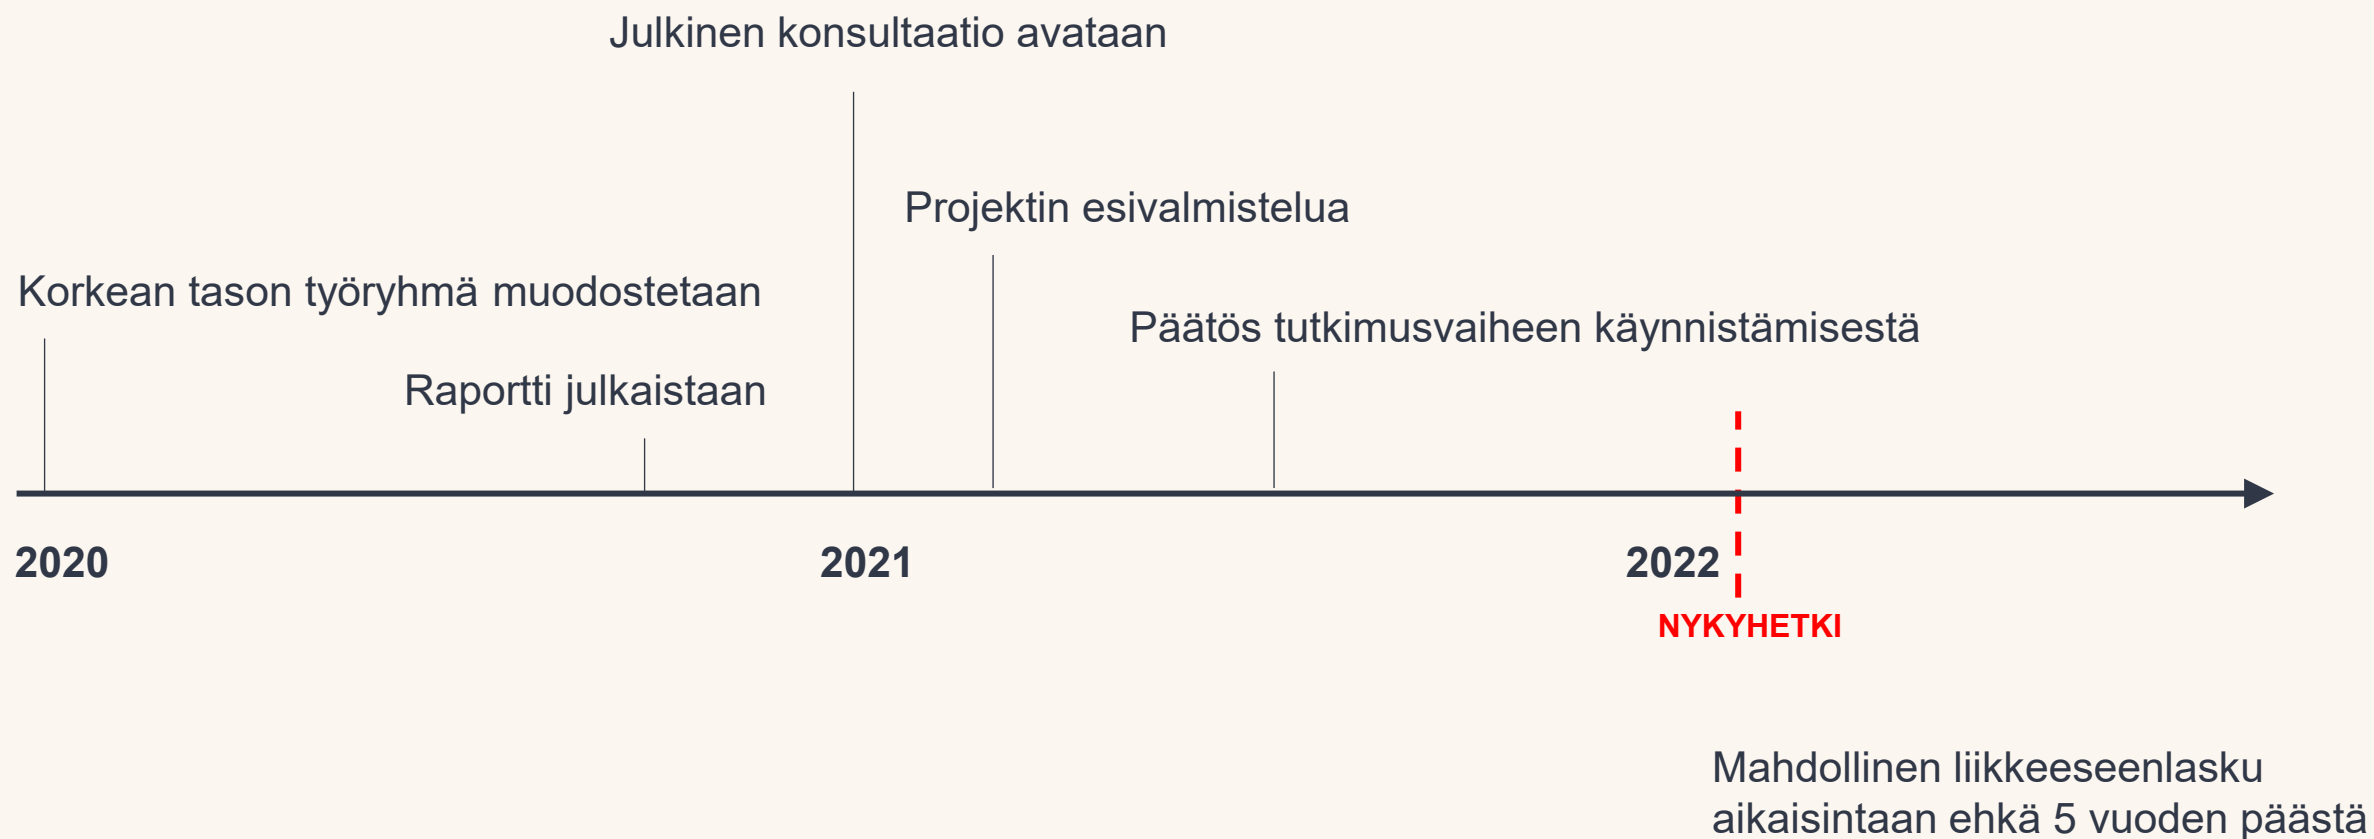 Julkinen konsultaatio avataan
Projektin esivalmistelua
Korkean tason työryhmä muodostetaan
Päätös tutkimusvaiheen käynnistämisestä
Raportti julkaistaan
2020
2021
2022
NYKYHETKI
Mahdollinen liikkeeseenlasku
aikaisintaan ehkä 5 vuoden päästä